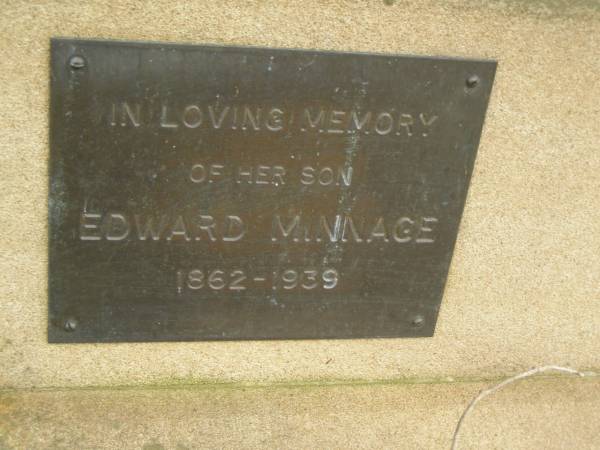 IN LOVING MEMORY
OF HER SON
EDWARD MINNAGE
1862-1939